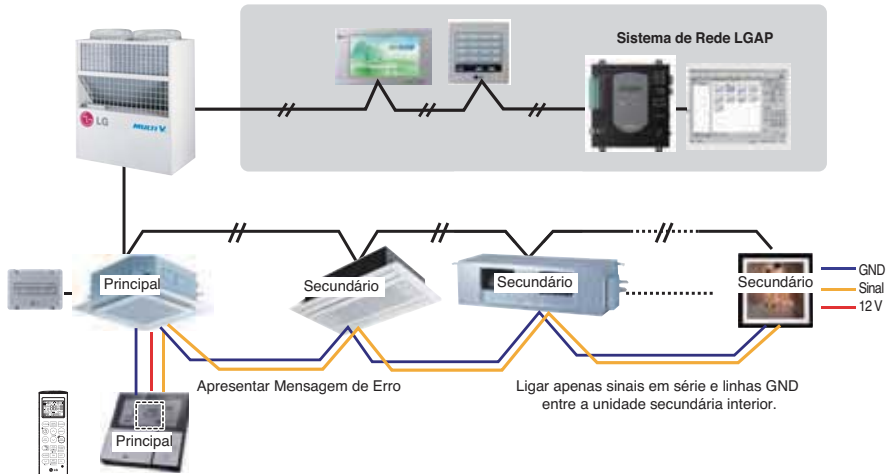 Sistema de Rede LGAP
LG
MULTI V
Principal
Secundário
Secundário
Secundário
GND
Sinal
12 V
Apresentar Mensagem de Erro
Ligar apenas sinais em série e linhas GND
entre a unidade secundária interior.
Principal
LG